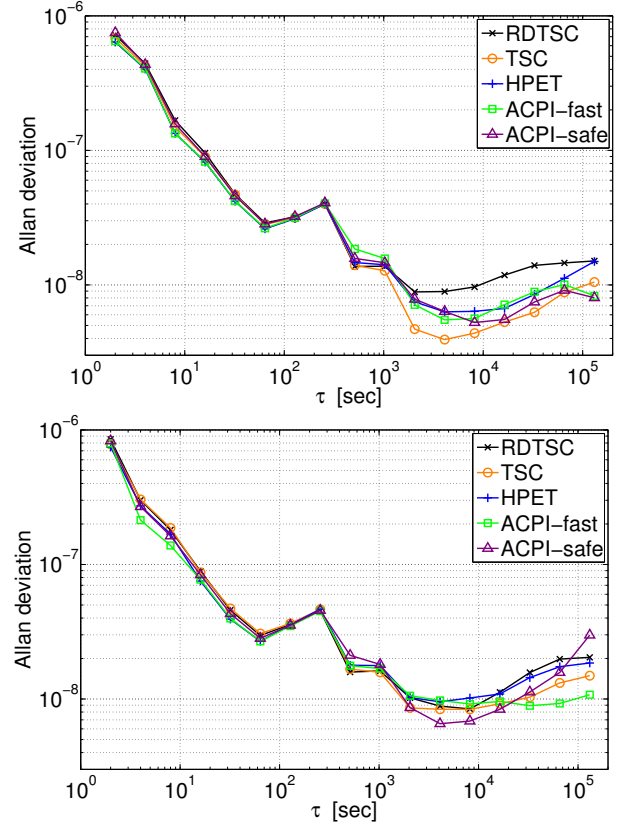 10^-6
10^-7
10^-8
Allan deviation
RDTSC
TSC
HPET
ACPI-fast
ACPI-safe
10^0 10^1 10^2 10^3 10^4 10^5
τ [sec]
10^-6
10^-7
10^-8
Allan deviation
RDTSC
TSC
HPET
ACPI-fast
ACPI-safe
10^0 10^1 10^2 10^3 10^4 10^5
τ [sec]